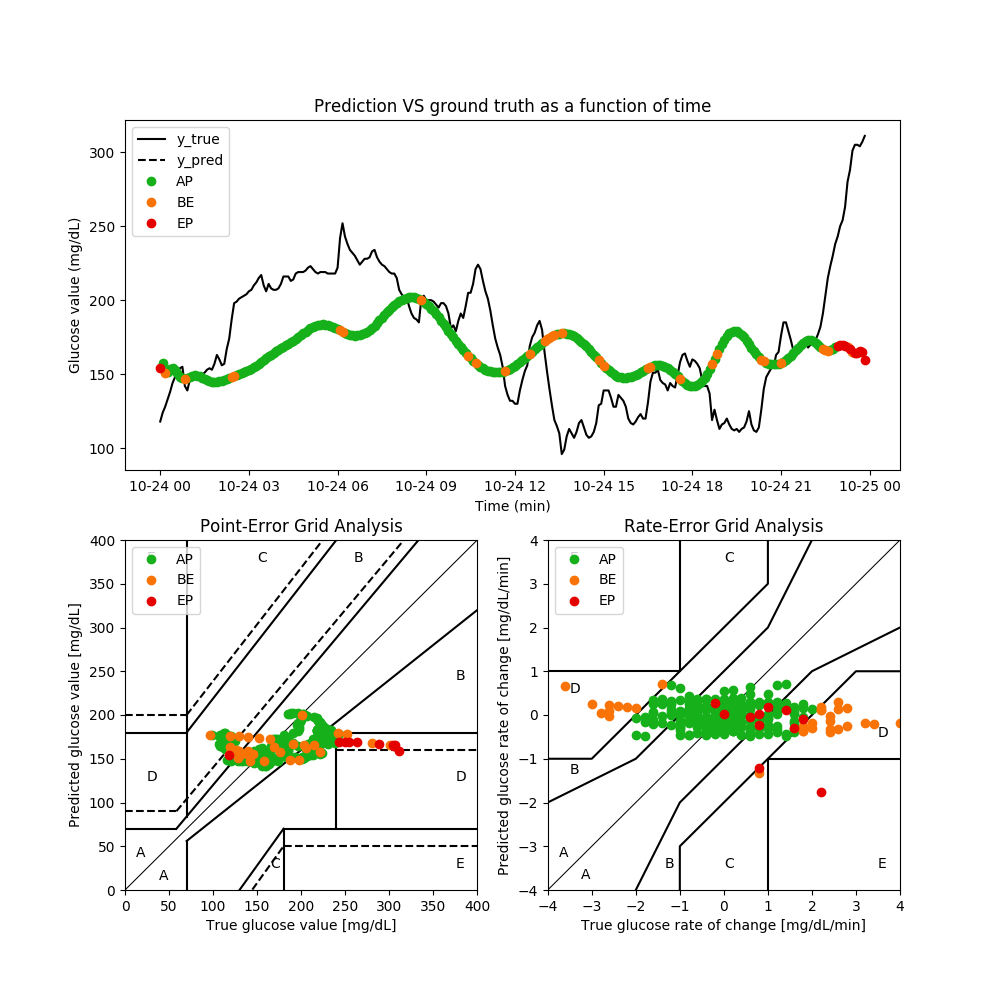 Prediction VS ground truth as a function of time
Glucose value (mg/dL)
300
250
200
150
100
y_true
y_pred
AP
BE
EP
10-24 00 10-24 03 10-24 06 10-24 09 10-24 12 10-24 15 10-24 18 10-24 21 10-25 00
Time (min)
Point-Error Grid Analysis
Predicted glucose value [mg/dL]
400
350
300
250
200
150
100
50
0
AP
BE
EP
C
B
B
D
D
A
A
C
E
0 50 100 150 200 250 300 350 400
True glucose value [mg/dL]
Rate-Error Grid Analysis
Predicted glucose rate of change [mg/dL/min]
4
3
2
1
0
−1
−2
−3
−4
AP
BE
EP
C
D
D
B
A
A
B
C
E
−4 −3 −2 −1 0 1 2 3 4
True glucose rate of change [mg/dL/min]